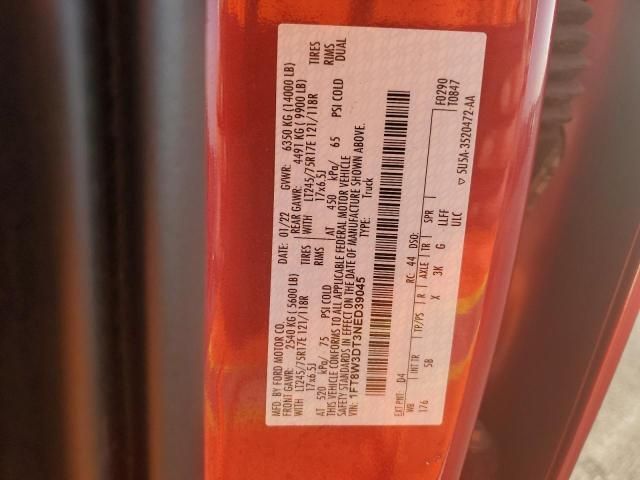 MFD. BY FORD MOTOR CO.
DATE: 01/22 GVWR: 6350 KG (14000 LB)
FRONT GAWR: 2540 KG (5600 LB) REAR GAWR: 4491 KG (9900 LB)
WITH LT245/75R17E 121/118R TIRES WITH LT245/75R17E 121/118R TIRES
17x6.5J RIMS 17x6.5J RIMS
AT 520 kPa/ 75 PSI COLD AT 450 kPa/ 65 PSI COLD DUAL
THIS VEHICLE CONFORMS TO ALL APPLICABLE FEDERAL MOTOR VEHICLE
SAFETY STANDARDS IN EFFECT ON THE DATE OF MANUFACTURE SHOWN ABOVE.
VIN: 1FT8W3DT3NED39045 Truck
F0290
T0847
EXT PNT: D4 RC: 44 DSO:
WB INT TR TP/PS R AXLE TR SPR
176 5B X 3K G LLFF
ULC
▽ 5U5A-3520472-AA